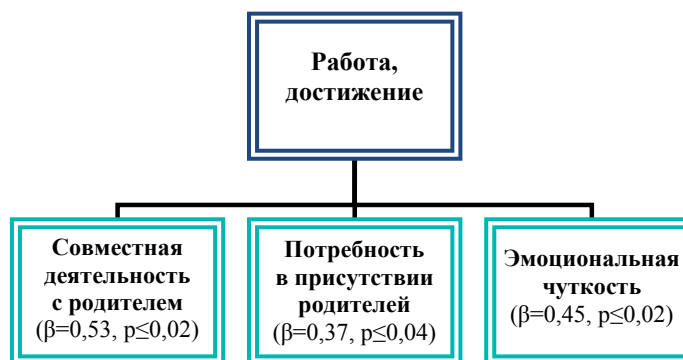 Работа,
достижение
Совместная
деятельность
с родителем
(β=0,53, p≤0,02)
Потребность
в присутствии
родителей
(β=0,37, p≤0,04)
Эмоциональная
чуткость
(β=0,45, p≤0,02)